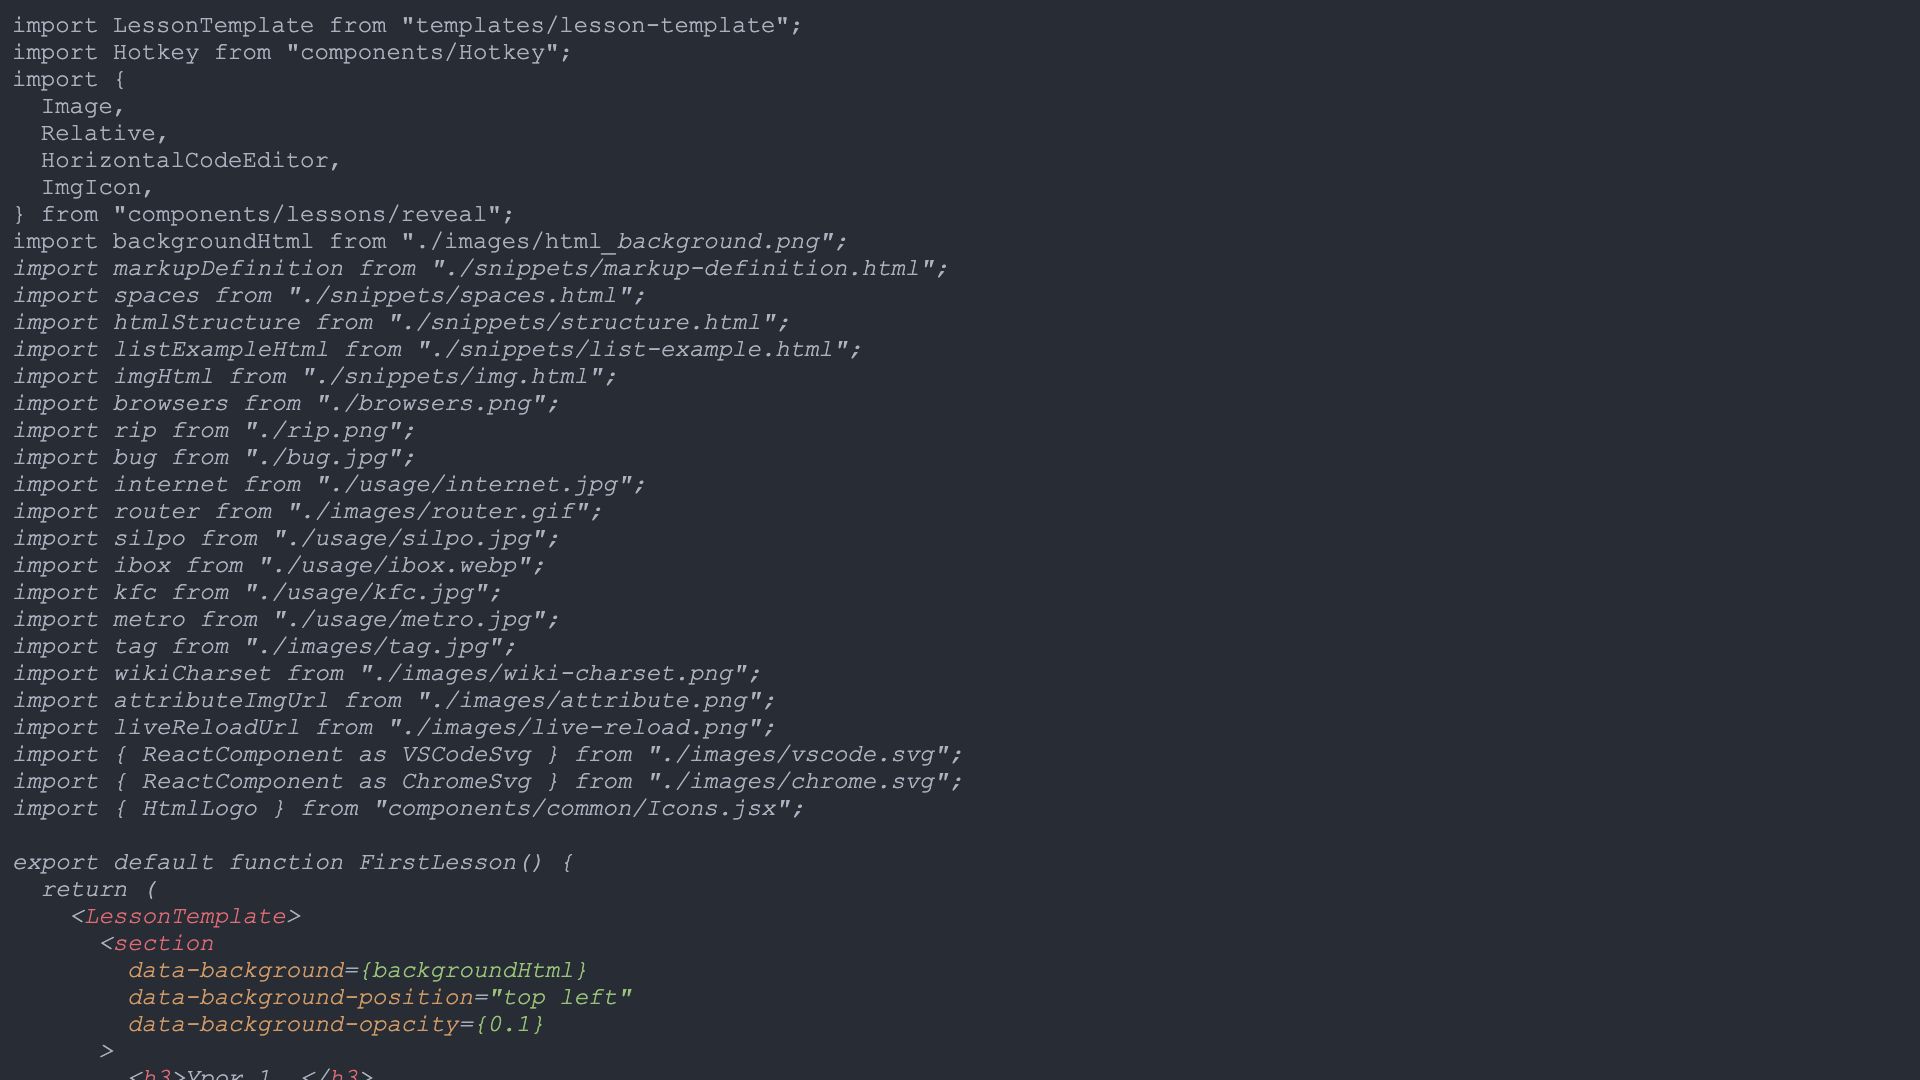 import LessonTemplate from "templates/lesson-template";
import Hotkey from "components/Hotkey";
import {
  Image,
  Relative,
  HorizontalCodeEditor,
  ImgIcon,
} from "components/lessons/reveal";
import backgroundHtml from "./images/html_background.png";
import markupDefinition from "./snippets/markup-definition.html";
import spaces from "./snippets/spaces.html";
import htmlStructure from "./snippets/structure.html";
import listExampleHtml from "./snippets/list-example.html";
import imgHtml from "./snippets/img.html";
import browsers from "./browsers.png";
import rip from "./rip.png";
import bug from "./bug.jpg";
import internet from "./usage/internet.jpg";
import router from "./images/router.gif";
import silpo from "./usage/silpo.jpg";
import ibox from "./usage/ibox.webp";
import kfc from "./usage/kfc.jpg";
import metro from "./usage/metro.jpg";
import tag from "./images/tag.jpg";
import wikiCharset from "./images/wiki-charset.png";
import attributeImgUrl from "./images/attribute.png";
import liveReloadUrl from "./images/live-reload.png";
import { ReactComponent as VSCodeSvg } from "./images/vscode.svg";
import { ReactComponent as ChromeSvg } from "./images/chrome.svg";
import { HtmlLogo } from "components/common/Icons.jsx";

export default function FirstLesson() {
  return (
    <LessonTemplate>
      <section
        data-background={backgroundHtml}
        data-background-position="top left"
        data-background-opacity={0.1}
      >
        <h3>Урок 1. </h3>